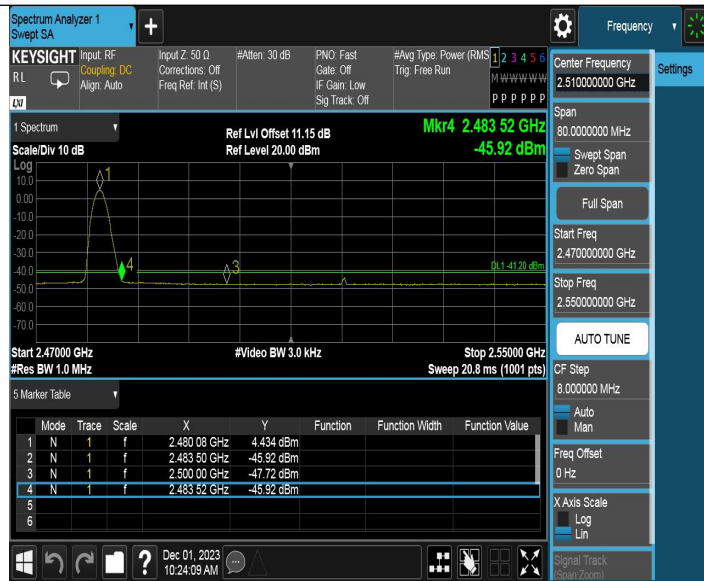 Spectrum Analyzer 1
Swept SA
+
Frequency
KEYSIGHT
RL
LXI
Input: RF
Coupling: DC
Align: Auto
Input Z: 50 Ω
Corrections: Off
Freq Ref: Int (S)
#Atten: 30 dB
PNO: Fast
Gate: Off
IF Gain: Low
Sig Track: Off
#Avg Type: Power (RMS
Trig: Free Run
1 2 3 4 5 6
M W W W W W
P P P P P P
Center Frequency
2.510000000 GHz
Settings
Span
80.0000000 MHz
Swept Span
Zero Span
Full Span
Start Freq
2.470000000 GHz
Stop Freq
2.550000000 GHz
AUTO TUNE
CF Step
8.000000 MHz
Auto
Man
Freq Offset
0 Hz
X Axis Scale
Log
Lin
Signal Track
(Span Zoom)
1 Spectrum
Scale/Div 10 dB
Ref Lvl Offset 11.15 dB
Ref Level 20.00 dBm
Mkr4 2.483 52 GHz
-45.92 dBm
Log
10.0
0.00
-10.0
-20.0
-30.0
-40.0
-50.0
-60.0
-70.0
1
4
3
DL1 -41.20 dBm
Start 2.47000 GHz
#Video BW 3.0 kHz
Stop 2.55000 GHz
#Res BW 1.0 MHz
Sweep 20.8 ms (1001 pts)
5 Marker Table
Mode Trace Scale X Y Function Function Width Function Value
1 N 1 f 2.480 08 GHz 4.434 dBm
2 N 1 f 2.483 50 GHz -45.92 dBm
3 N 1 f 2.500 00 GHz -47.72 dBm
4 N 1 f 2.483 52 GHz -45.92 dBm
5
6
?
Dec 01, 2023
10:24:09 AM